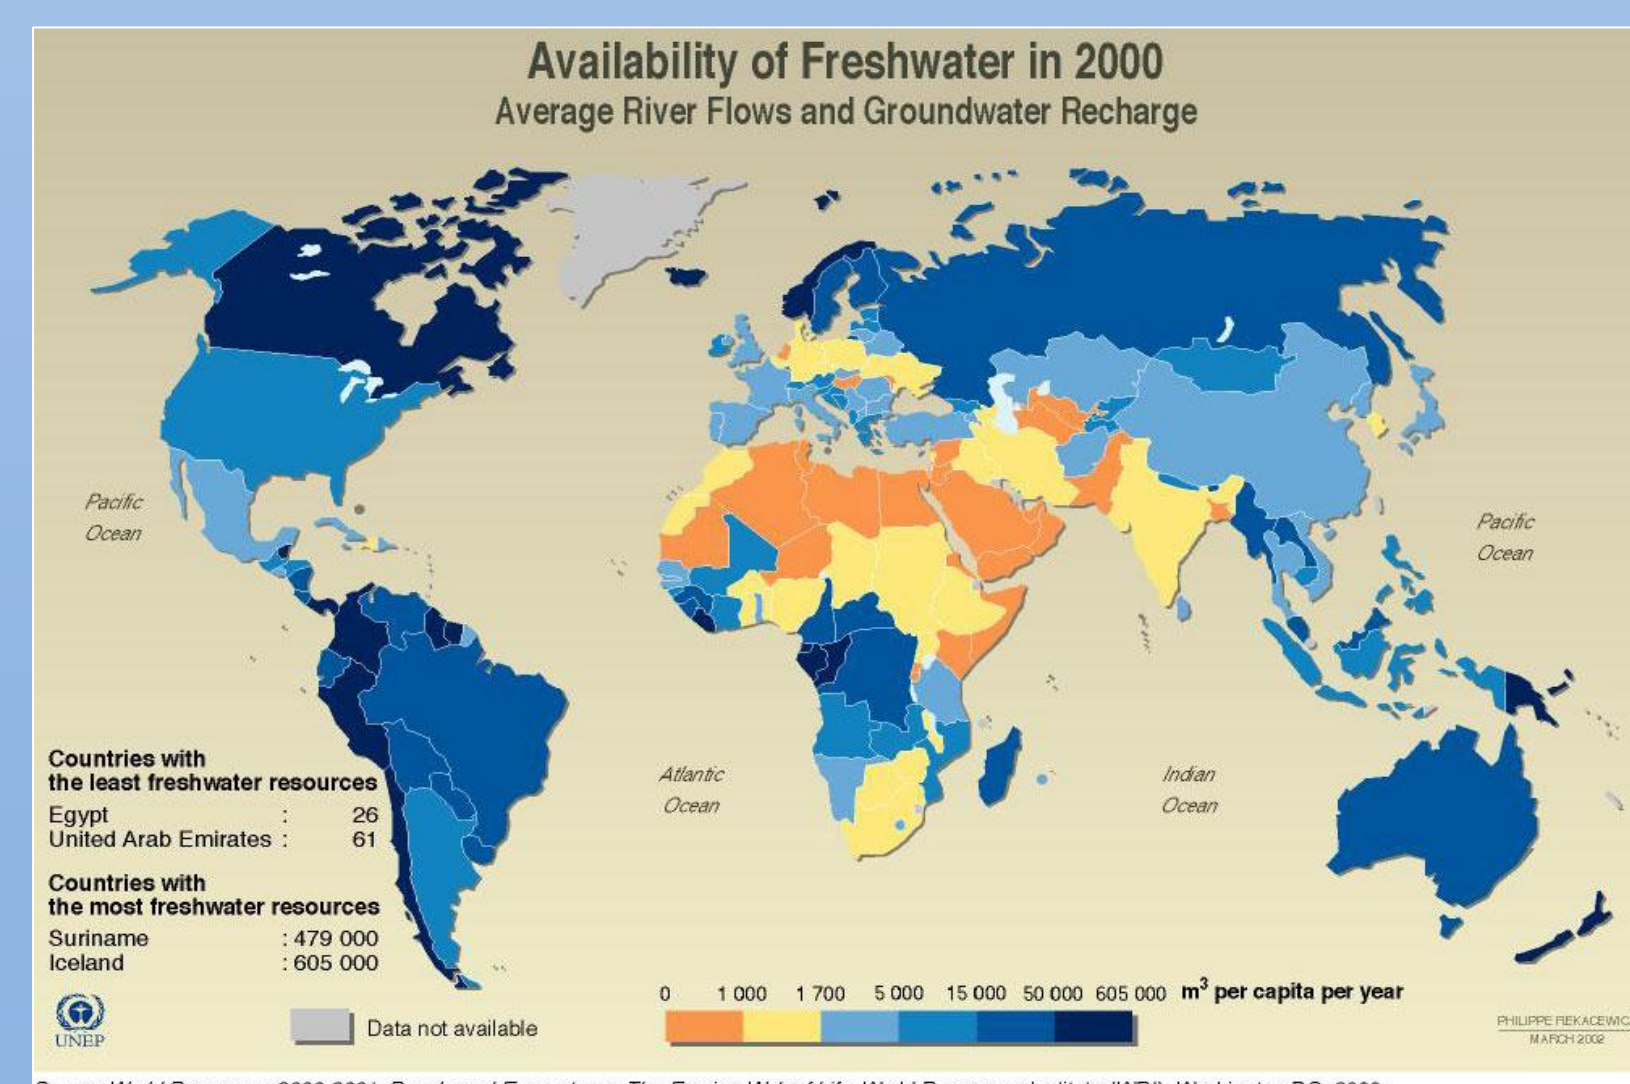 Availability of Freshwater in 2000
Average River Flows and Groundwater Recharge
Pacific
Ocean
Pacific
Ocean
Atlantic
Ocean
Indian
Ocean
Countries with
the least freshwater resources
Egypt : 26
United Arab Emirates : 61
Countries with
the most freshwater resources
Suriname : 479 000
Iceland : 605 000
0 1 000 1 700 5 000 15 000 50 000 605 000 m³ per capita per year
Data not available
UNEP
PHILIPPE REKACEWICZ
MARCH 2002